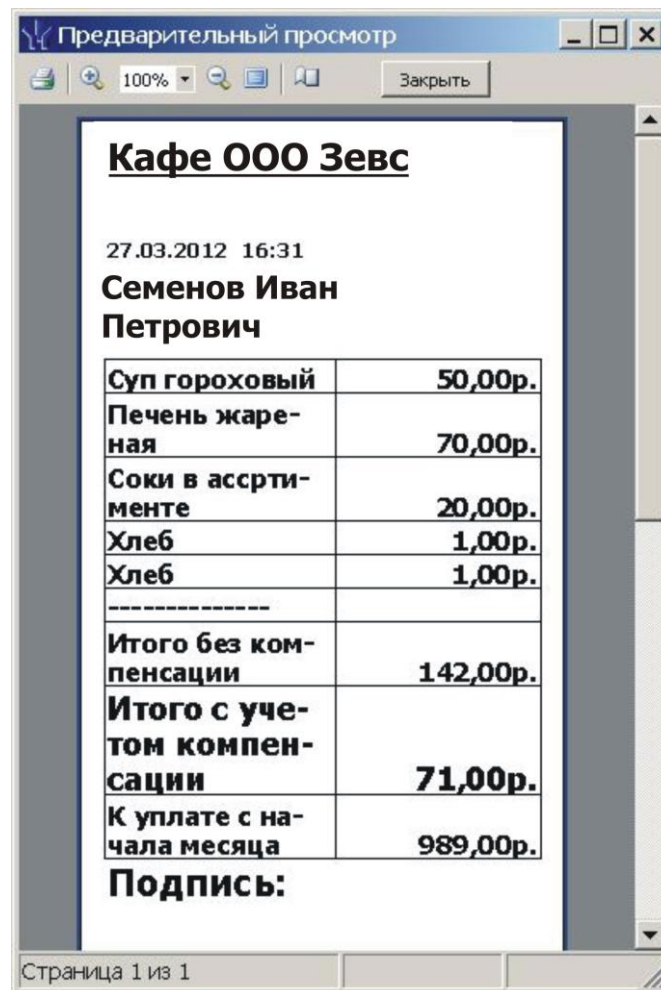 Предварительный просмотр
100%
Закрыть
Кафе ООО Зевс
27.03.2012 16:31
Семенов Иван
Петрович
Суп гороховый 50,00р.
Печень жаре-
ная 70,00р.
Соки в ассрти-
менте 20,00р.
Хлеб 1,00р.
Хлеб 1,00р.
--------------
Итого без ком-
пенсации 142,00р.
Итого с уче-
том компен-
сации 71,00р.
К уплате с на-
чала месяца 989,00р.
Подпись:
Страница 1 из 1